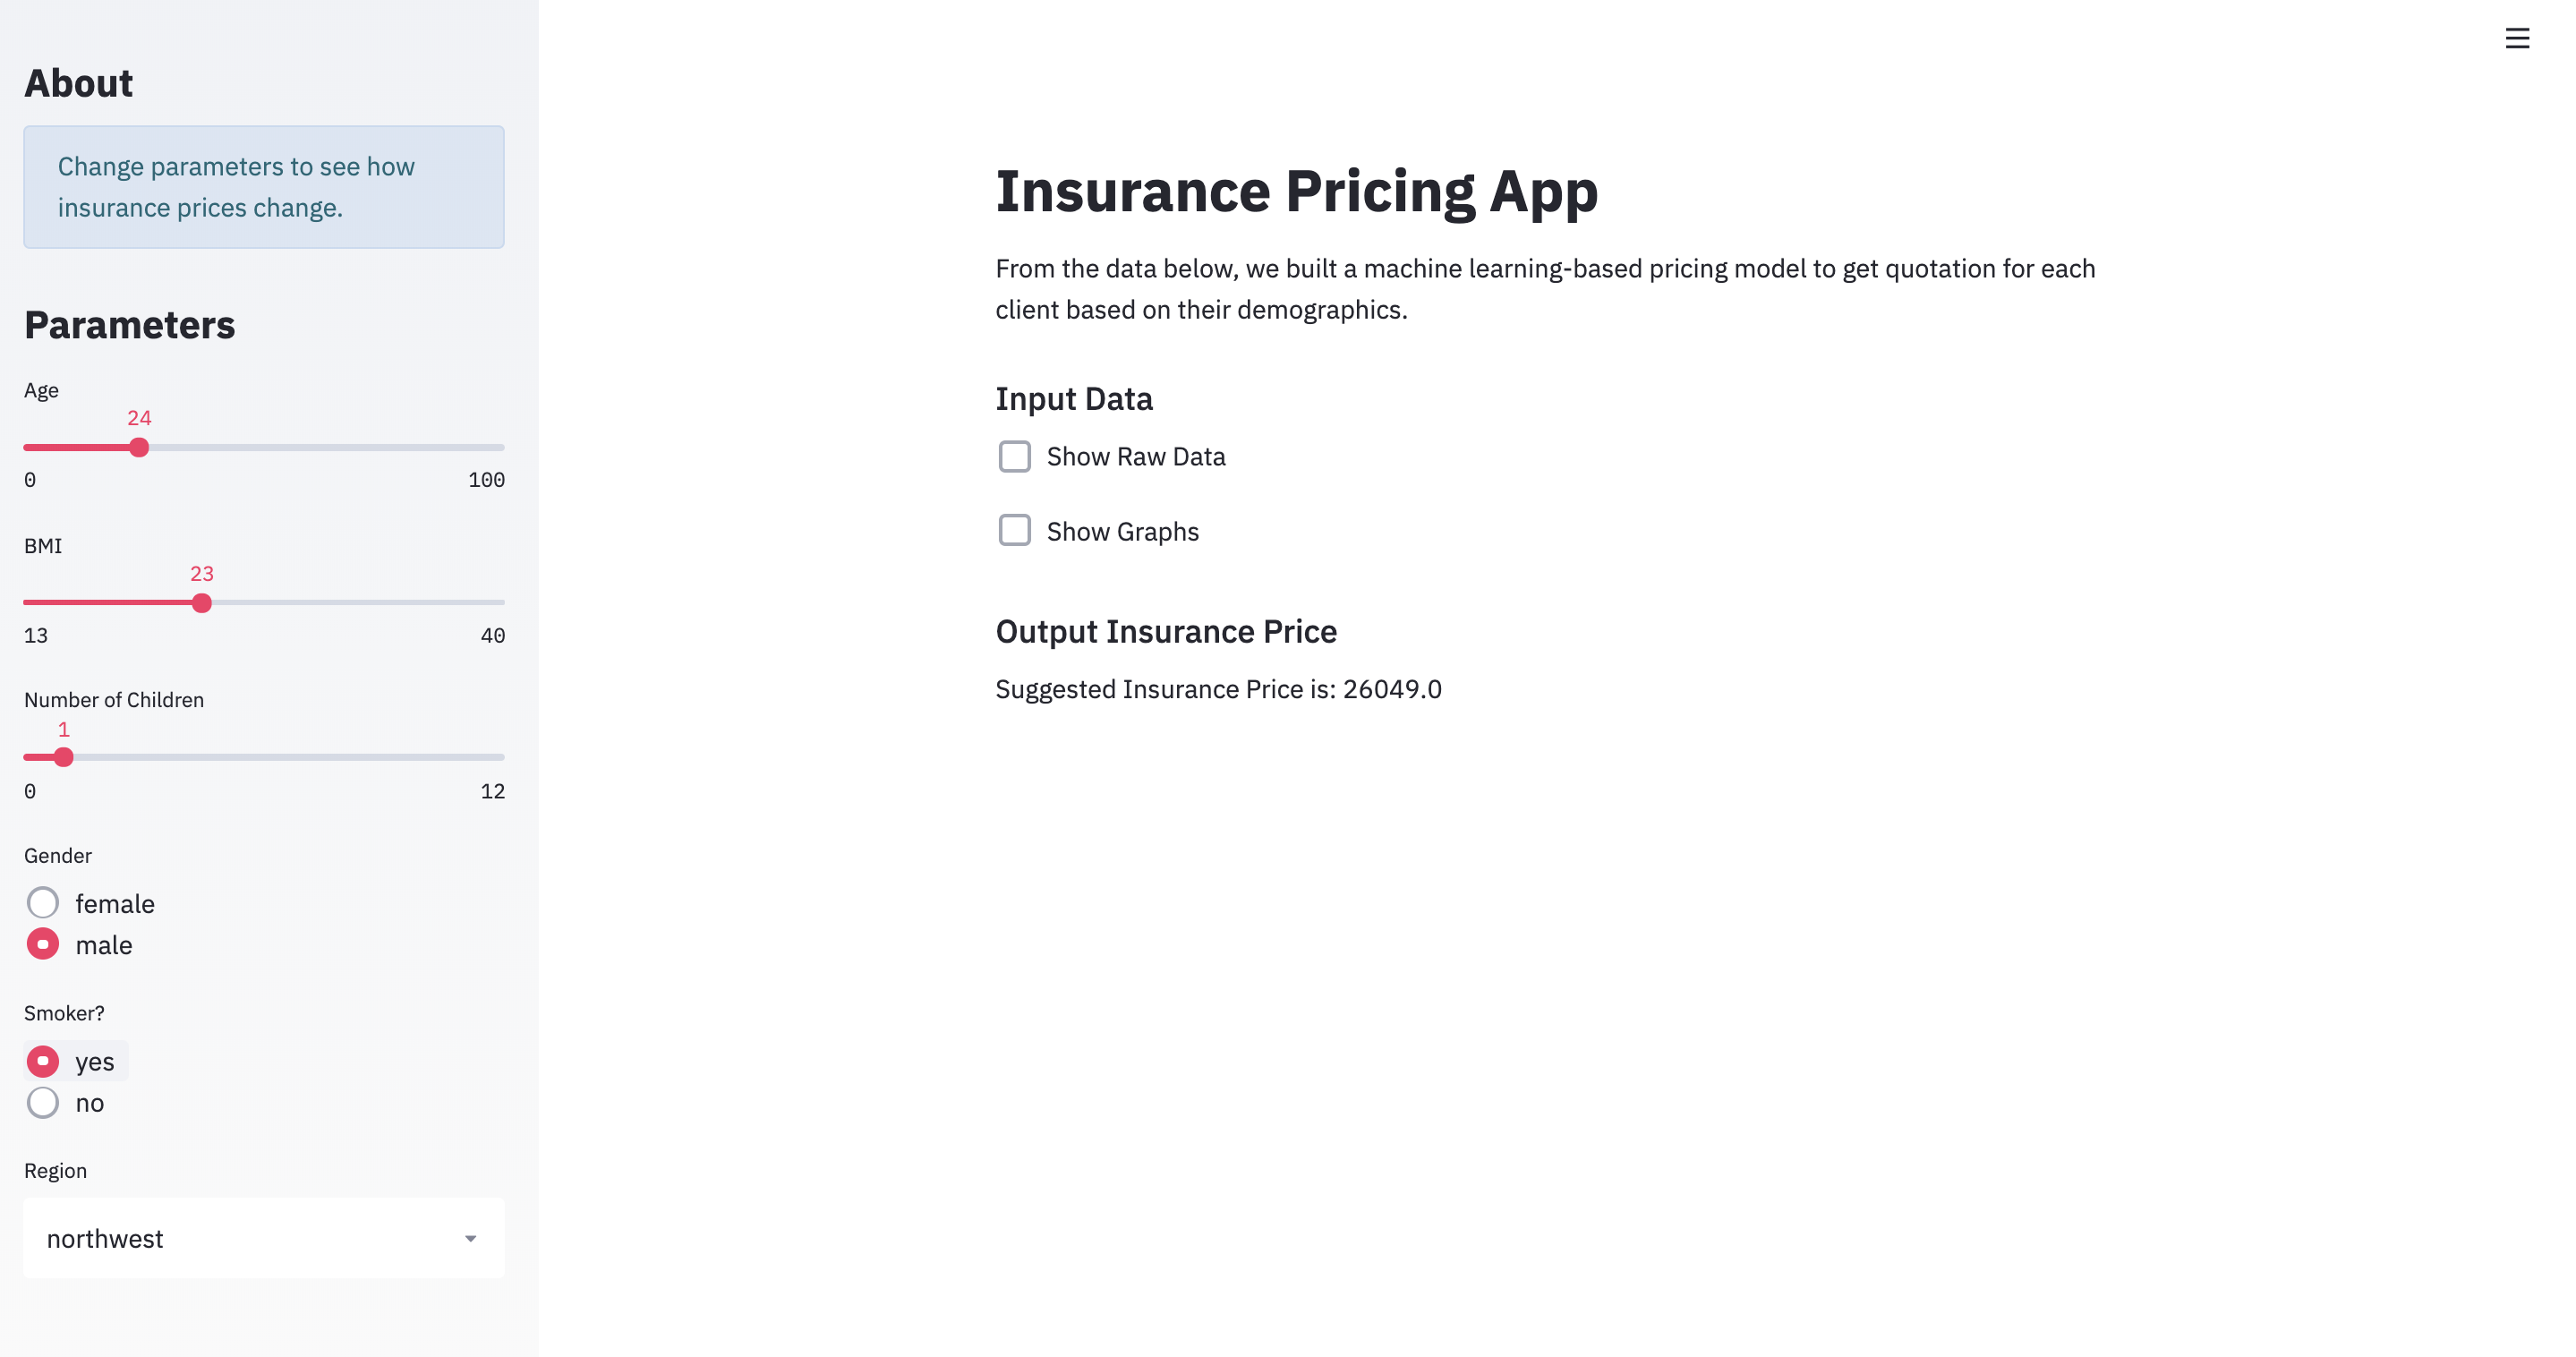 About
Change parameters to see how
insurance prices change.
Parameters
Age
24
0 100
BMI
23
13 40
Number of Children
1
0 12
Gender
female
male
Smoker?
yes
no
Region
northwest
Insurance Pricing App
From the data below, we built a machine learning-based pricing model to get quotation for each
client based on their demographics.
Input Data
Show Raw Data
Show Graphs
Output Insurance Price
Suggested Insurance Price is: 26049.0